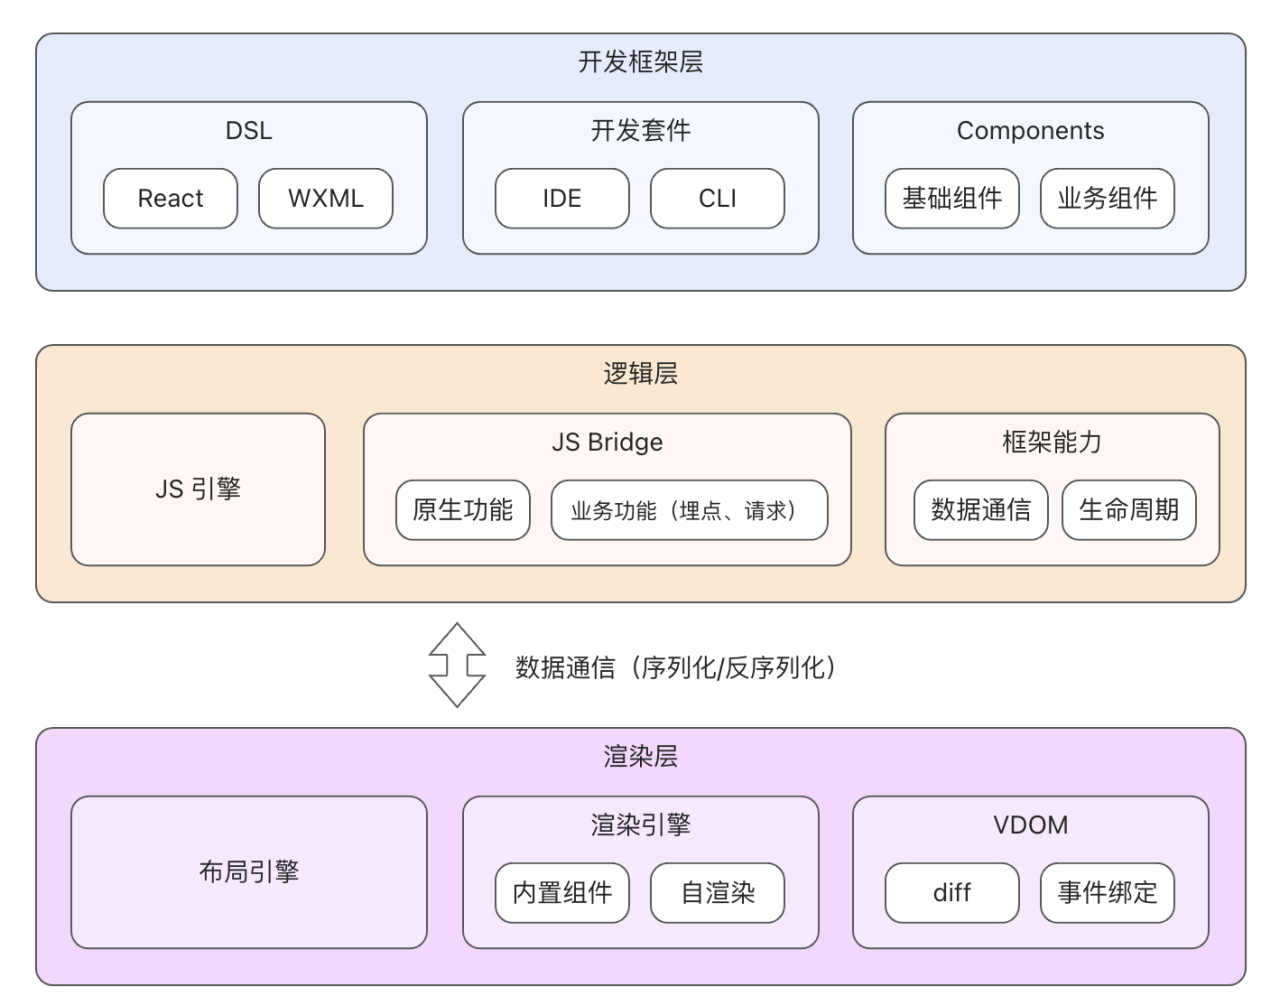 开发框架层
DSL
React
WXML
开发套件
IDE
CLI
Components
基础组件
业务组件
逻辑层
JS 引擎
JS Bridge
原生功能
业务功能（埋点、请求）
框架能力
数据通信
生命周期
数据通信（序列化/反序列化）
渲染层
布局引擎
渲染引擎
内置组件
自渲染
VDOM
diff
事件绑定